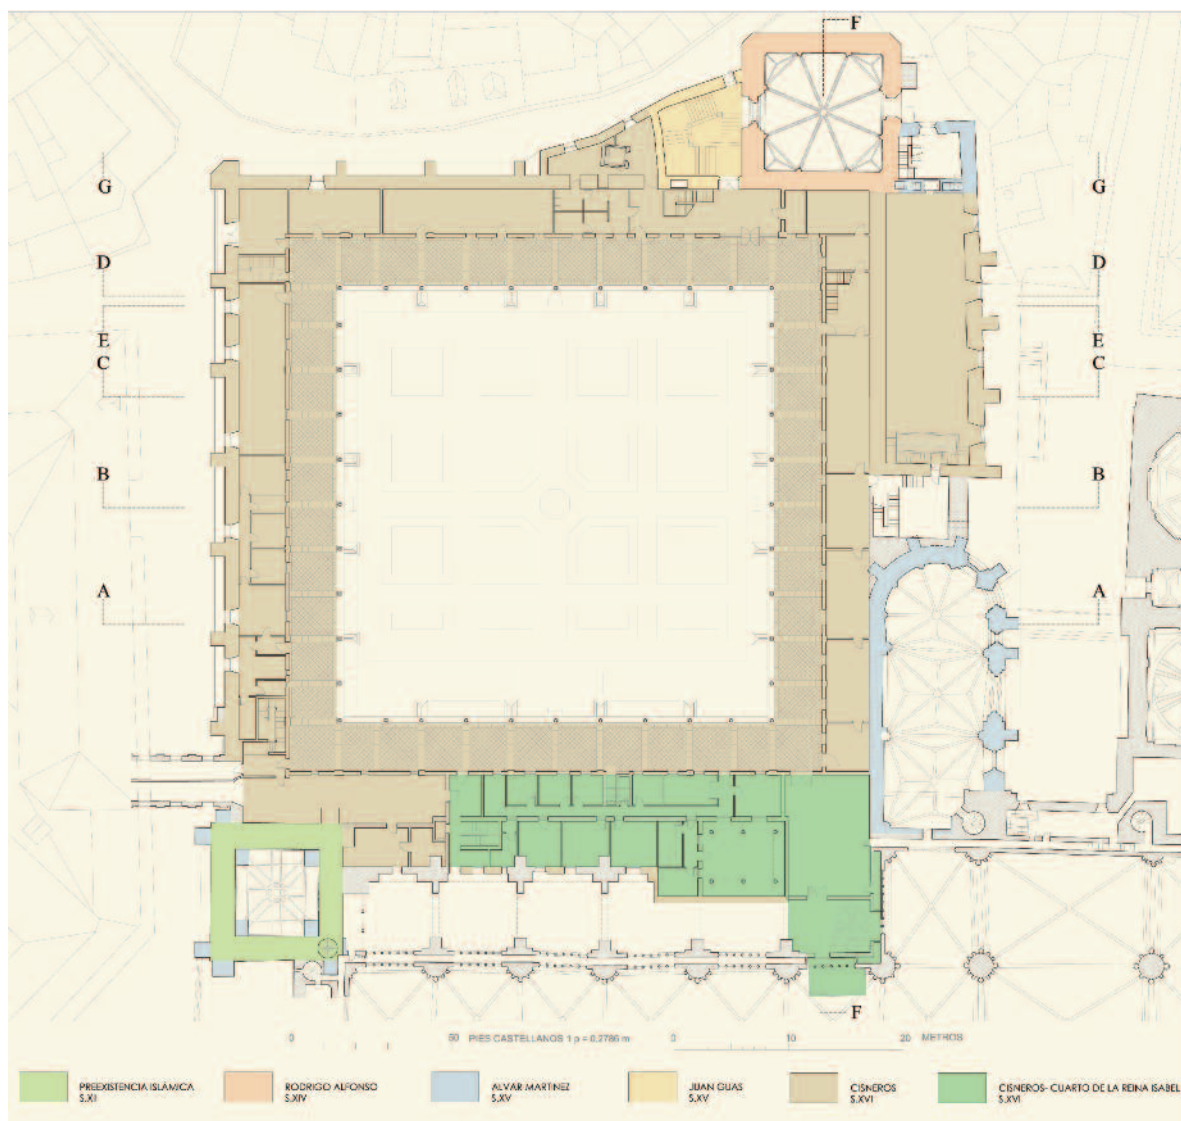 F
G G
D D
E E
C C
B B
A A
F
0 50 PIES CASTELLANOS 1 p = 0,2786 m 0 10 20 METROS
PREEXISTENCIA ISLÁMICA
S.XI
RODRIGO ALFONSO
S.XIV
ALVAR MARTINEZ
S.XV
JUAN GUAS
S.XV
CISNEROS
S.XVI
CISNEROS- CUARTO DE LA REINA ISABEL
S.XVI